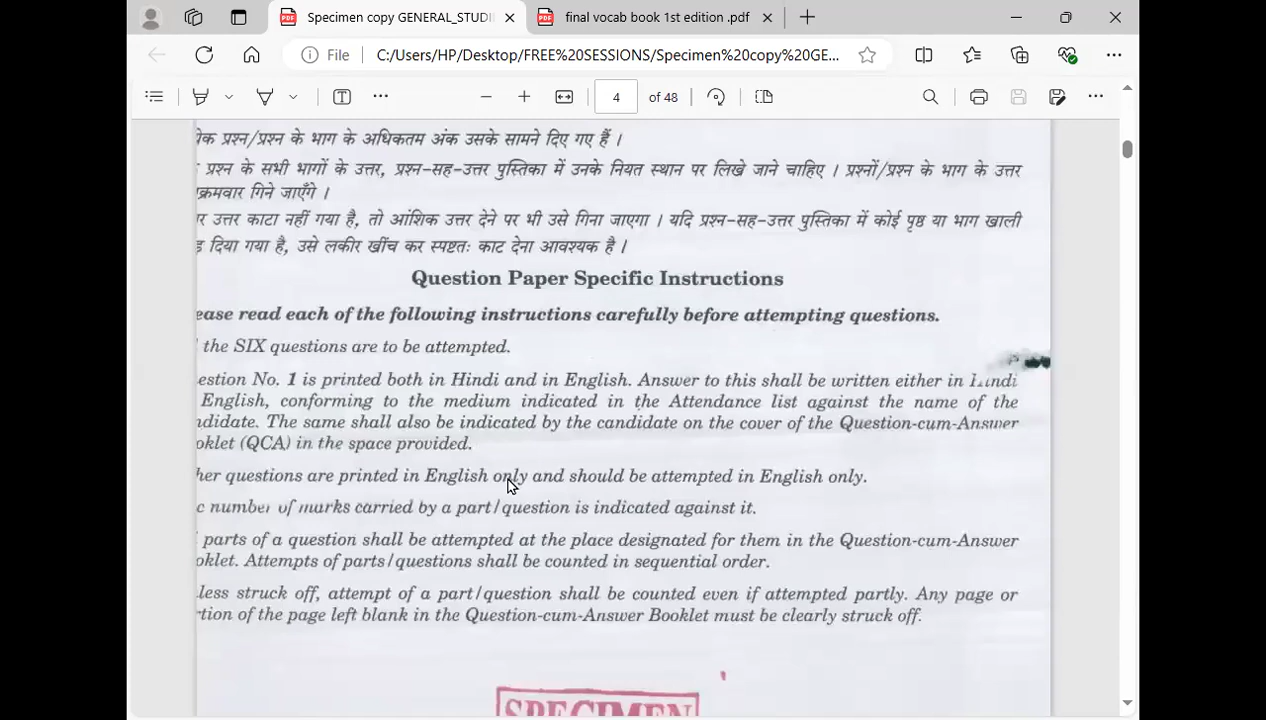 Specimen copy GENERAL_STUDI
final vocab book 1st edition .pdf
File
C:/Users/HP/Desktop/FREE%20SESSIONS/Specimen%20copy%20GE...
4 of 48
प्रश्न/प्रश्न के भाग के अधिकतम अंक उसके सामने दिए गए हैं ।
प्रश्न के सभी भागों के उत्तर, प्रश्न-सह-उत्तर पुस्तिका में उनके नियत स्थान पर लिखे जाने चाहिए । प्रश्नों/प्रश्न के भाग के उत्तर
क्रमवार गिने जाएँगे ।
उत्तर काटा नहीं गया है, तो आंशिक उत्तर देने पर भी उसे गिना जाएगा । यदि प्रश्न-सह-उत्तर पुस्तिका में कोई पृष्ठ या भाग खाली
दिया गया है, उसे लकीर खींच कर स्पष्टतः काट देना आवश्यक है ।
Question Paper Specific Instructions
ease read each of the following instructions carefully before attempting questions.
the SIX questions are to be attempted.
estion No. 1 is printed both in Hindi and in English. Answer to this shall be written either in Hindi
English, conforming to the medium indicated in the Attendance list against the name of the
ndidate. The same shall also be indicated by the candidate on the cover of the Question-cum-Answer
oklet (QCA) in the space provided.
her questions are printed in English only and should be attempted in English only.
number of marks carried by a part/question is indicated against it.
parts of a question shall be attempted at the place designated for them in the Question-cum-Answer
oklet. Attempts of parts/questions shall be counted in sequential order.
less struck off, attempt of a part/question shall be counted even if attempted partly. Any page or
rtion of the page left blank in the Question-cum-Answer Booklet must be clearly struck off.
SPECIMEN